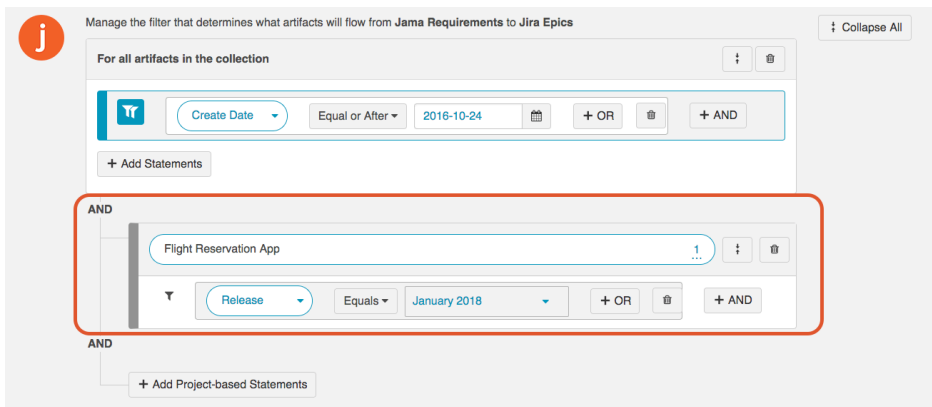 j
Manage the filter that determines what artifacts will flow from Jama Requirements to Jira Epics
Collapse All
For all artifacts in the collection
Create Date Equal or After 2016-10-24 + OR + AND
+ Add Statements
AND
Flight Reservation App 1
Release Equals January 2018 + OR + AND
AND
+ Add Project-based Statements